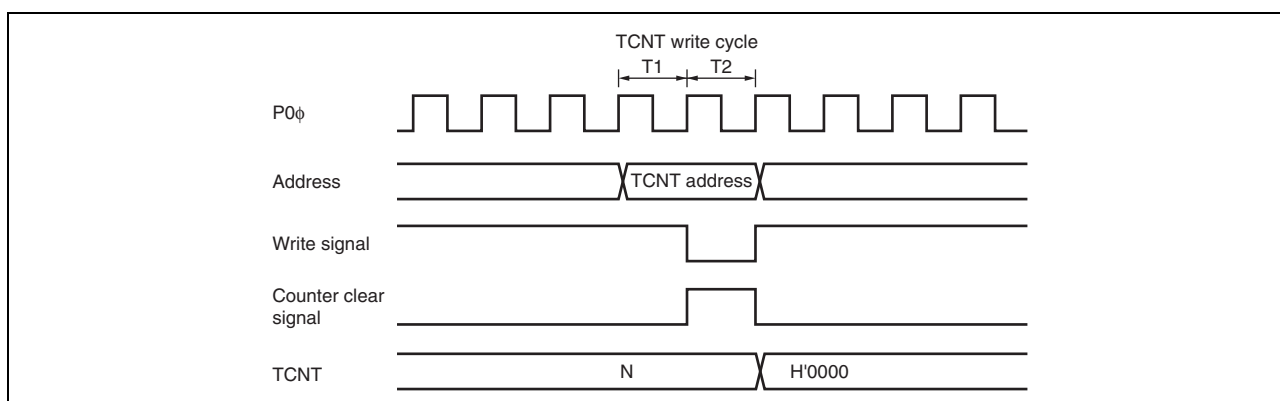 TCNT write cycle
T1 T2
P0ϕ
Address
TCNT address
Write signal
Counter clear
signal
TCNT
N
H'0000